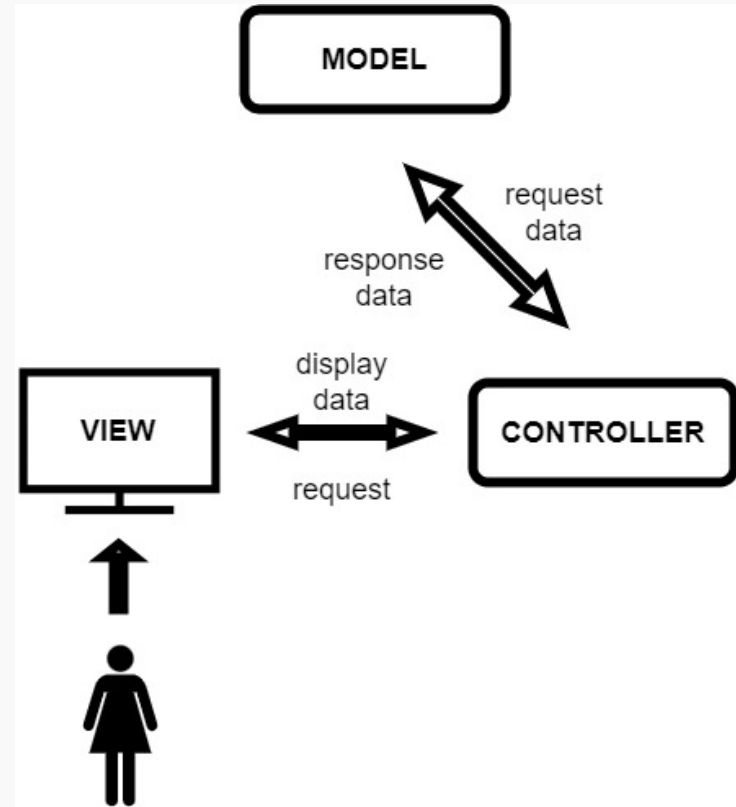 MODEL
request
data
response
data
display
data
VIEW
CONTROLLER
request